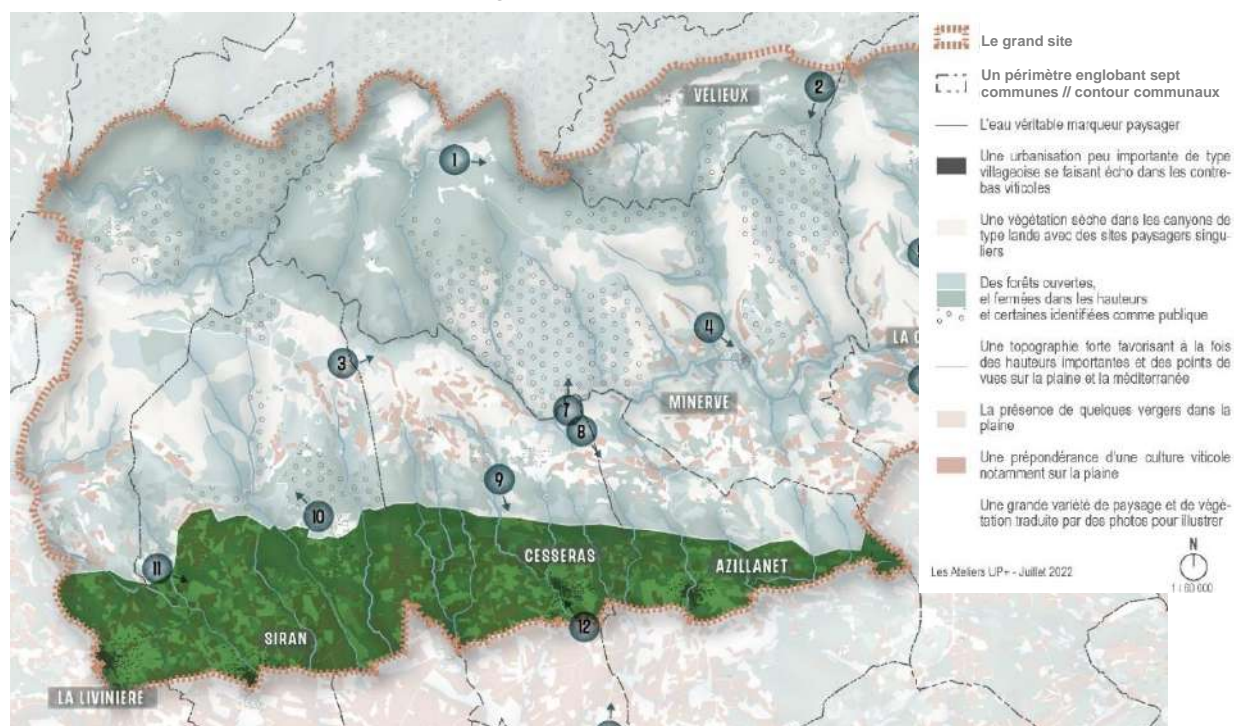 VÉLIEUX
2
1
4
3
LA C
MINERVE
7
8
9
10
CESSERAS
AZILLANET
11
SIRAN
12
LA LIVINIERE
Le grand site
Un périmètre englobant sept
communes // contour communaux
L'eau véritable marqueur paysager
Une urbanisation peu importante de type
villageoise se faisant écho dans les contre-
bas viticoles
Une végétation sèche dans les canyons de
type lande avec des sites paysagers singu-
liers
Des forêts ouvertes,
et fermées dans les hauteurs
et certaines identifiées comme publique
Une topographie forte favorisant à la fois
des hauteurs importantes et des points de
vues sur la plaine et la méditerranée
La présence de quelques vergers dans la
plaine
Une prépondérance d'une culture viticole
notamment sur la plaine
Une grande variété de paysage et de végé-
tation traduite par des photos pour illustrer
Les Ateliers UP+ - Juillet 2022
N
1 / 60 000